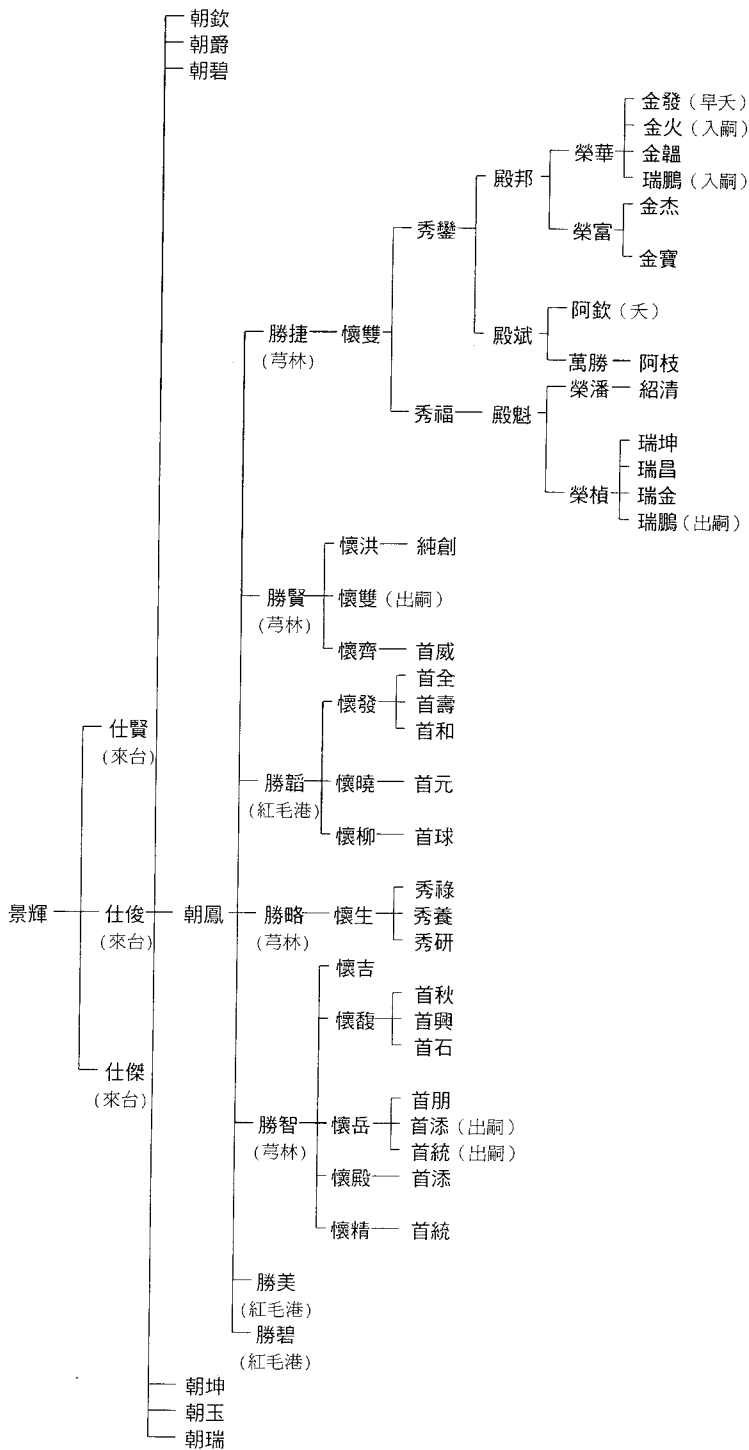 朝欽
朝爵
朝碧
金發（早夭）
金火（入嗣）
榮華
金韞
殿邦
瑞鵬（入嗣）
金杰
秀鑾
榮富
金寶
阿欽（夭）
勝捷 懷雙
殿斌
(芎林)
萬勝 阿枝
榮潘 紹清
秀福 殿魁
瑞坤
瑞昌
榮楨 瑞金
瑞鵬（出嗣）
懷洪 純創
勝賢 懷雙（出嗣）
(芎林)
懷齊 首威
首全
懷發 首壽
首和
仕賢
(來台)
勝韜 懷曉 首元
(紅毛港)
懷柳 首球
秀祿
景輝 仕俊 朝鳳 勝略 懷生 秀養
(來台) (芎林) 秀研
懷吉
首秋
懷馥 首興
首石
仕傑
(來台)
首朋
勝智 懷岳 首添（出嗣）
(芎林) 首統（出嗣）
懷殿 首添
懷精 首統
勝美
(紅毛港)
勝碧
(紅毛港)
朝坤
朝玉
朝瑞